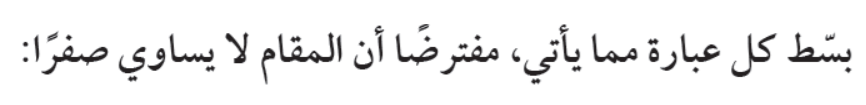 بسّط كل عبارة مما يأتي، مفترضًا أن المقام لا يساوي صفرًا: